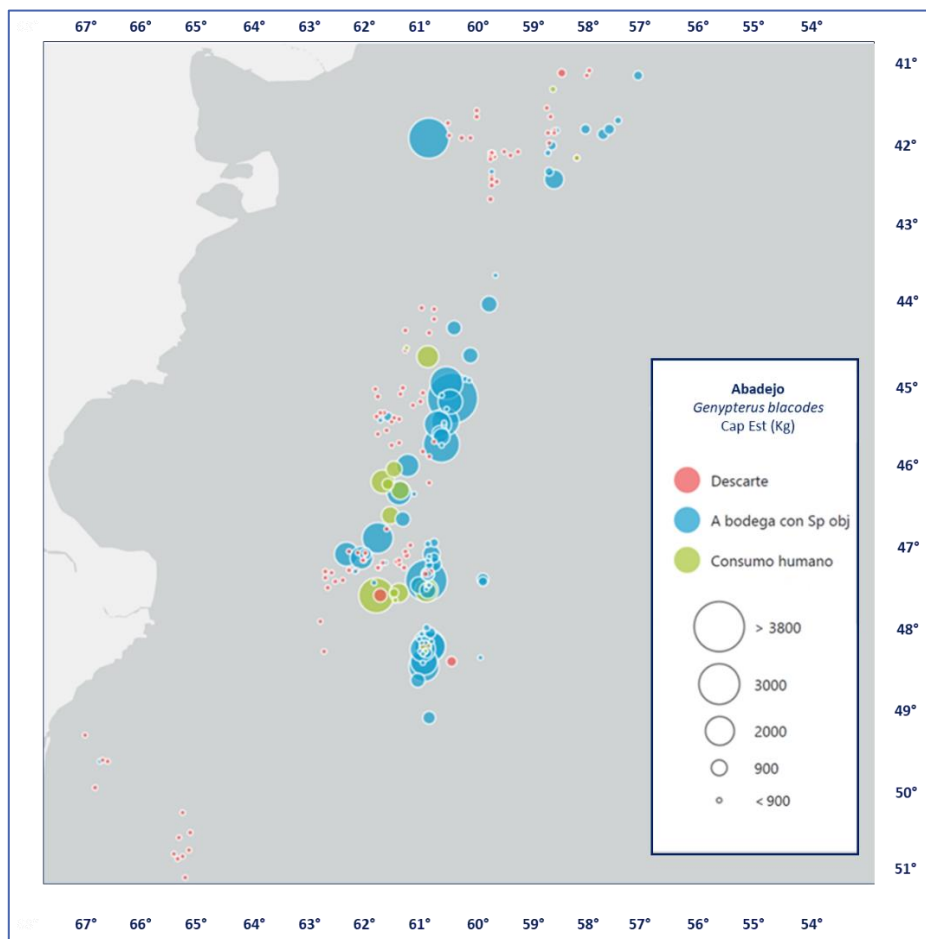 68° 67° 66° 65° 64° 63° 62° 61° 60° 59° 58° 57° 56° 55° 54°
41°
42°
43°
44°
45°
46°
47°
48°
49°
50°
51°
Abadejo
Genypterus blacodes
Cap Est (Kg)
Descarte
A bodega con Sp obj
Consumo humano
> 3800
3000
2000
900
< 900
68° 67° 66° 65° 64° 63° 62° 61° 60° 59° 58° 57° 56° 55° 54°